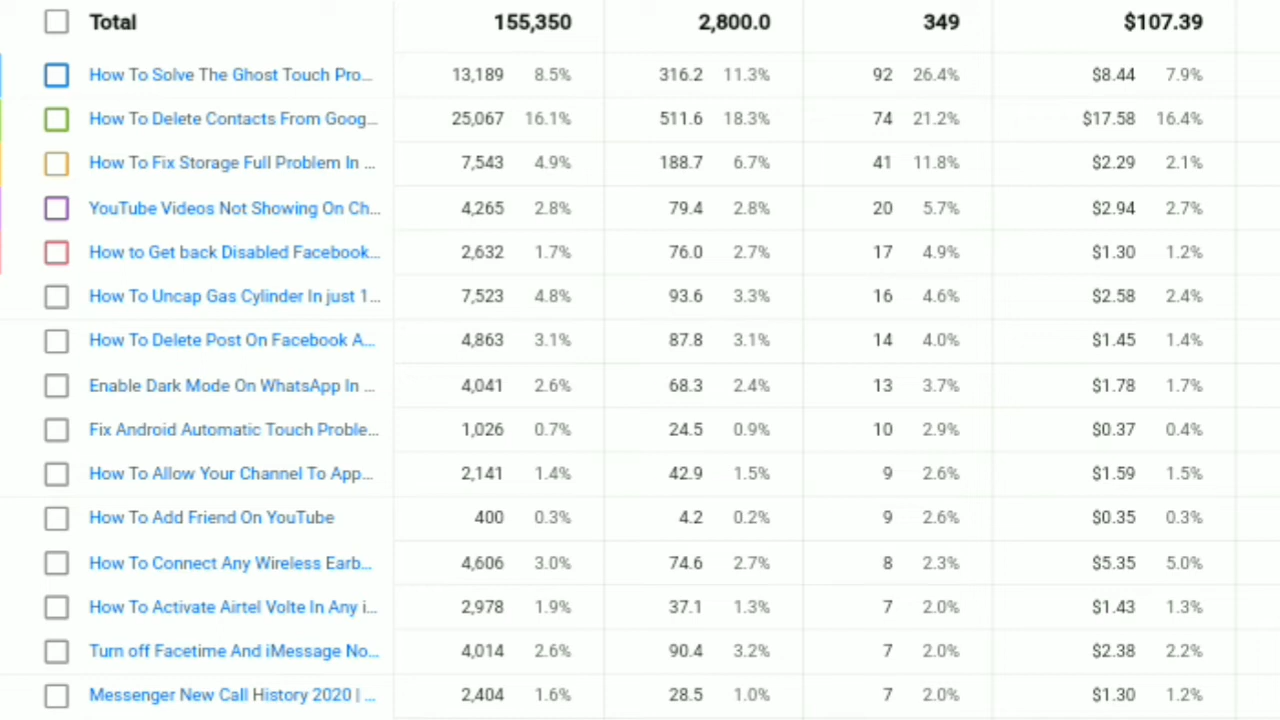 Total 155,350 2,800.0 349 $107.39
How To Solve The Ghost Touch Pro... 13,189 8.5% 316.2 11.3% 92 26.4% $8.44 7.9%
How To Delete Contacts From Goog... 25,067 16.1% 511.6 18.3% 74 21.2% $17.58 16.4%
How To Fix Storage Full Problem In ... 7,543 4.9% 188.7 6.7% 41 11.8% $2.29 2.1%
YouTube Videos Not Showing On Ch... 4,265 2.8% 79.4 2.8% 20 5.7% $2.94 2.7%
How to Get back Disabled Facebook... 2,632 1.7% 76.0 2.7% 17 4.9% $1.30 1.2%
How To Uncap Gas Cylinder In just 1... 7,523 4.8% 93.6 3.3% 16 4.6% $2.58 2.4%
How To Delete Post On Facebook A... 4,863 3.1% 87.8 3.1% 14 4.0% $1.45 1.4%
Enable Dark Mode On WhatsApp In ... 4,041 2.6% 68.3 2.4% 13 3.7% $1.78 1.7%
Fix Android Automatic Touch Proble... 1,026 0.7% 24.5 0.9% 10 2.9% $0.37 0.4%
How To Allow Your Channel To App... 2,141 1.4% 42.9 1.5% 9 2.6% $1.59 1.5%
How To Add Friend On YouTube 400 0.3% 4.2 0.2% 9 2.6% $0.35 0.3%
How To Connect Any Wireless Earb... 4,606 3.0% 74.6 2.7% 8 2.3% $5.35 5.0%
How To Activate Airtel Volte In Any i... 2,978 1.9% 37.1 1.3% 7 2.0% $1.43 1.3%
Turn off Facetime And iMessage No... 4,014 2.6% 90.4 3.2% 7 2.0% $2.38 2.2%
Messenger New Call History 2020 | ... 2,404 1.6% 28.5 1.0% 7 2.0% $1.30 1.2%